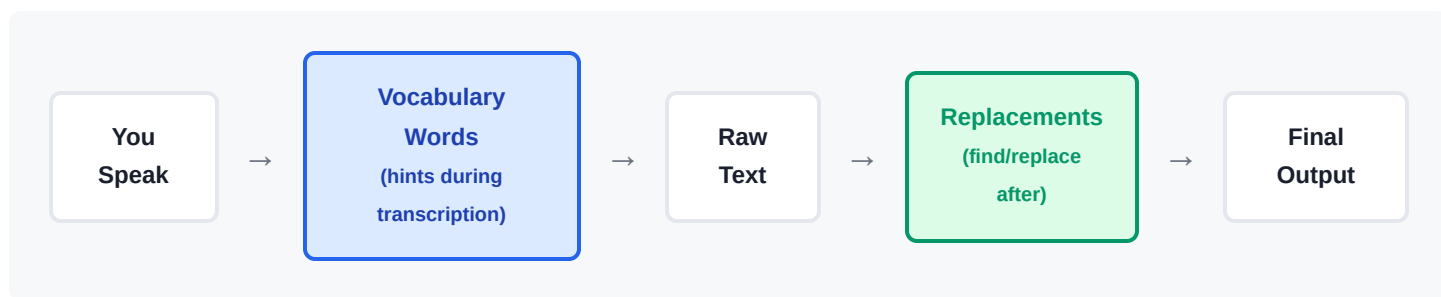 You
Speak
→
Vocabulary
Words
(hints during
transcription)
→
Raw
Text
→
Replacements
(find/replace
after)
→
Final
Output